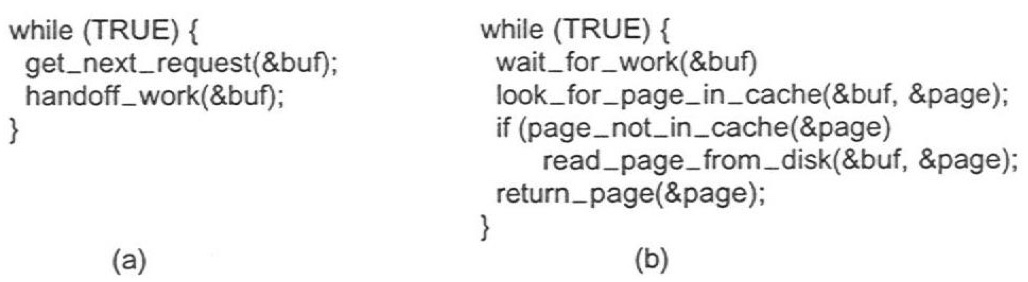 while (TRUE) {
get_next_request(&buf);
handoff_work(&buf);
}
(a)
while (TRUE) {
wait_for_work(&buf)
look_for_page_in_cache(&buf, &page);
if (page_not_in_cache(&page)
read_page_from_disk(&buf, &page);
return_page(&page);
}
(b)